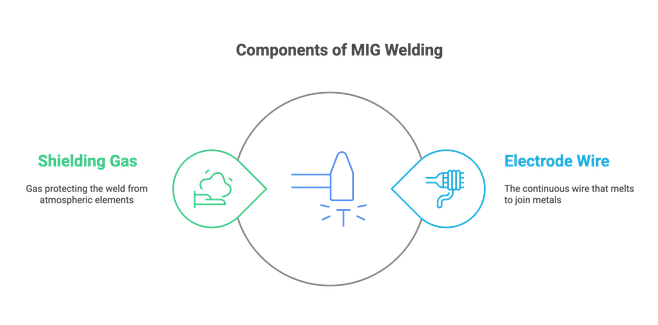 Components of MIG Welding
Shielding Gas
Gas protecting the weld from
atmospheric elements
Electrode Wire
The continuous wire that melts
to join metals